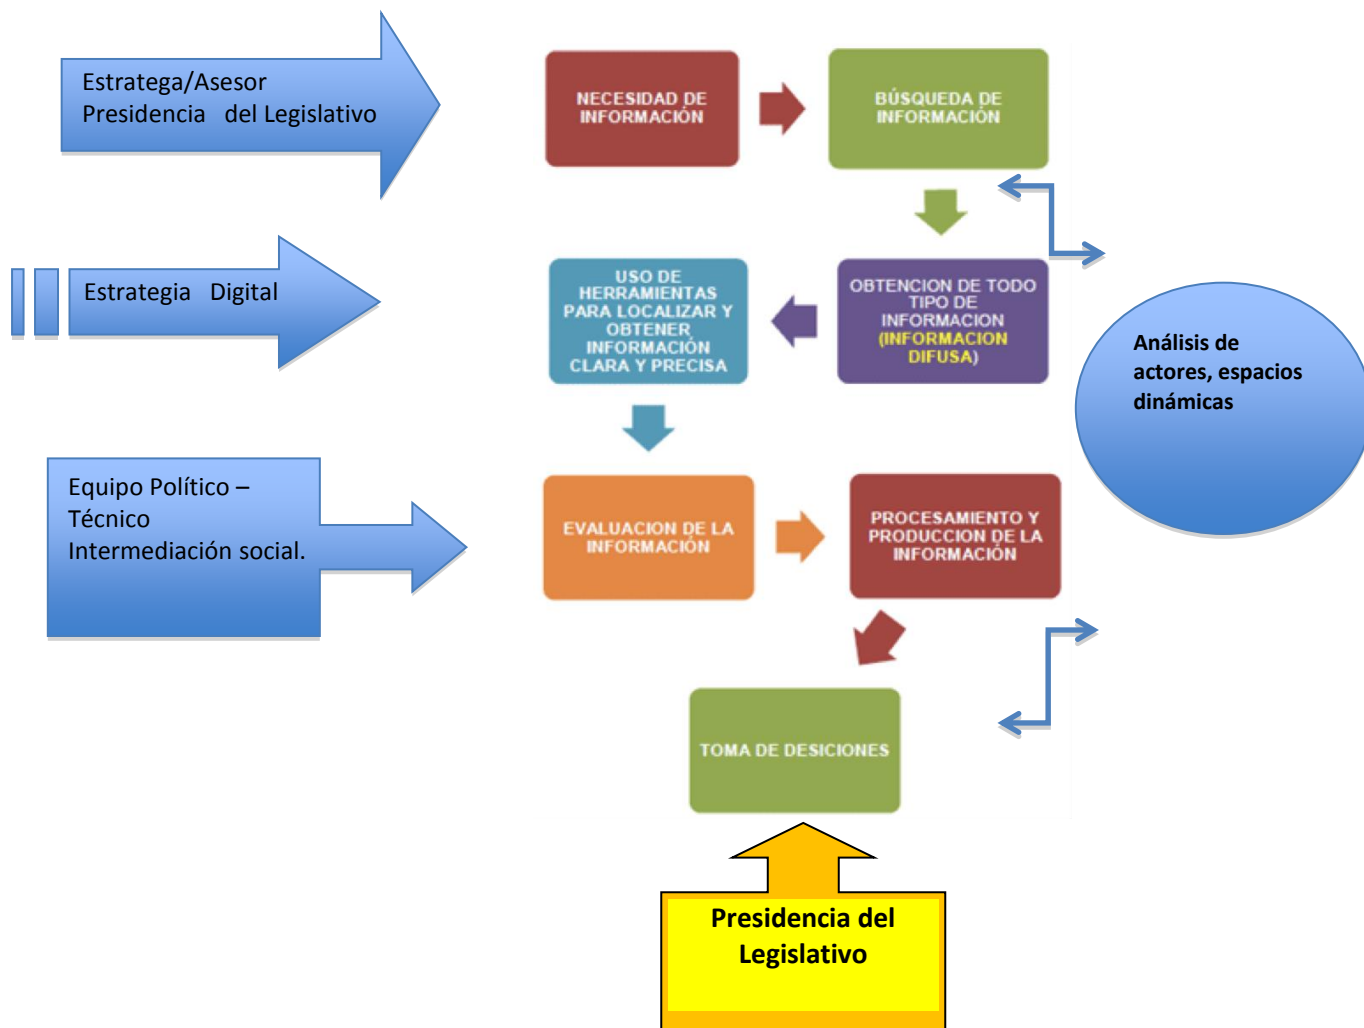 Estratega/Asesor
Presidencia del Legislativo
NECESIDAD DE
INFORMACIÓN
BÚSQUEDA DE
INFORMACIÓN
Estrategia Digital
USO DE
HERRAMIENTAS
PARA LOCALIZAR Y
OBTENER
INFORMACIÓN
CLARA Y PRECISA
OBTENCION DE TODO
TIPO DE
INFORMACION
(INFORMACION
DIFUSA)
Análisis de
actores, espacios
dinámicas
Equipo Político –
Técnico
Intermediación social.
EVALUACION DE LA
INFORMACIÓN
PROCESAMIENTO Y
PRODUCCION DE LA
INFORMACIÓN
TOMA DE DESICIONES
Presidencia del
Legislativo